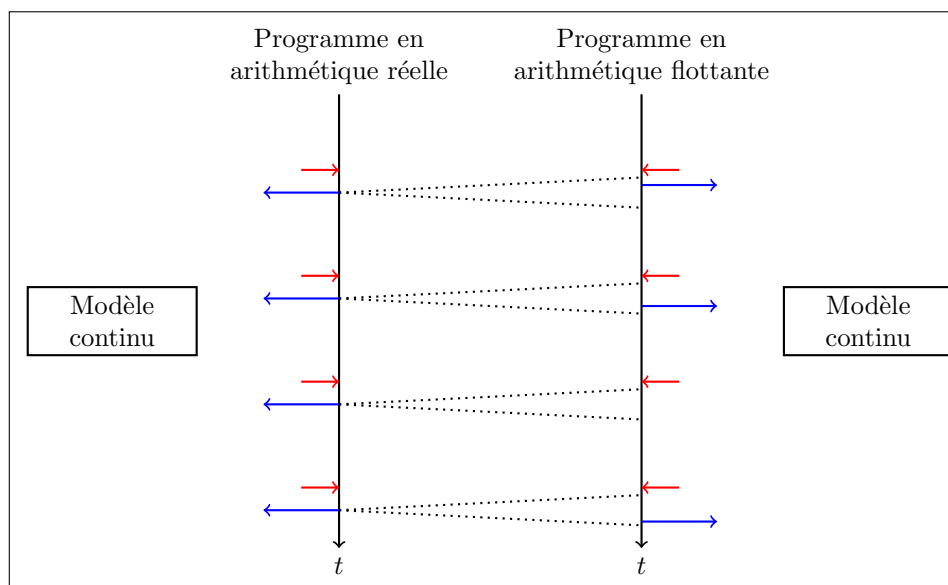 Programme en
arithmétique réelle
Programme en
arithmétique flottante
Modèle
continu
Modèle
continu
t
t